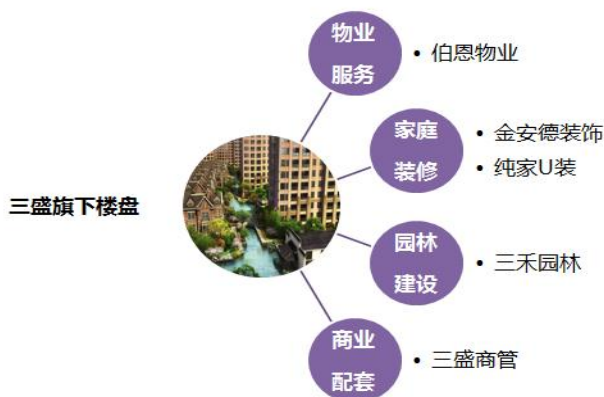 物业
服务
• 伯恩物业
家庭
装修
• 金安德装饰
• 纯家U装
三盛旗下楼盘
园林
建设
• 三禾园林
商业
配套
• 三盛商管